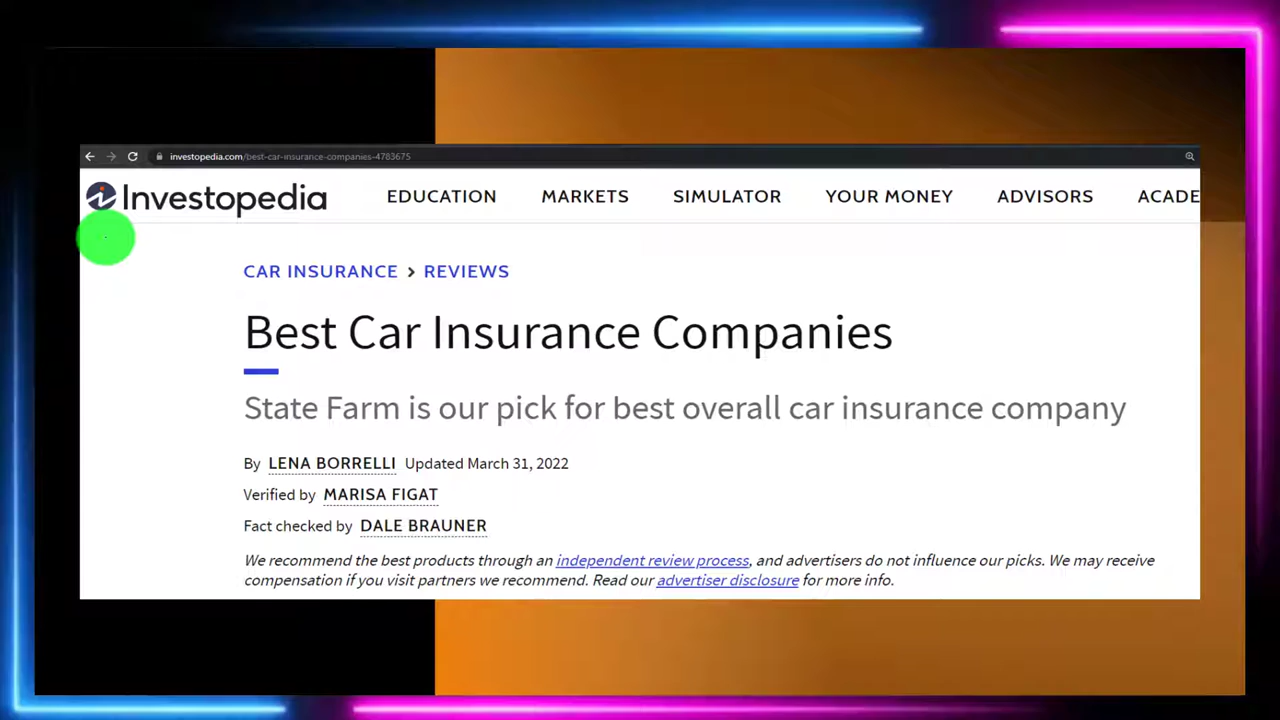 investopedia.com/best-car-insurance-companies-4783675
Investopedia EDUCATION MARKETS SIMULATOR YOUR MONEY ADVISORS ACADE
CAR INSURANCE > REVIEWS
Best Car Insurance Companies
State Farm is our pick for best overall car insurance company
By LENA BORRELLI Updated March 31, 2022
Verified by MARISA FIGAT
Fact checked by DALE BRAUNER
We recommend the best products through an independent review process, and advertisers do not influence our picks. We may receive
compensation if you visit partners we recommend. Read our advertiser disclosure for more info.